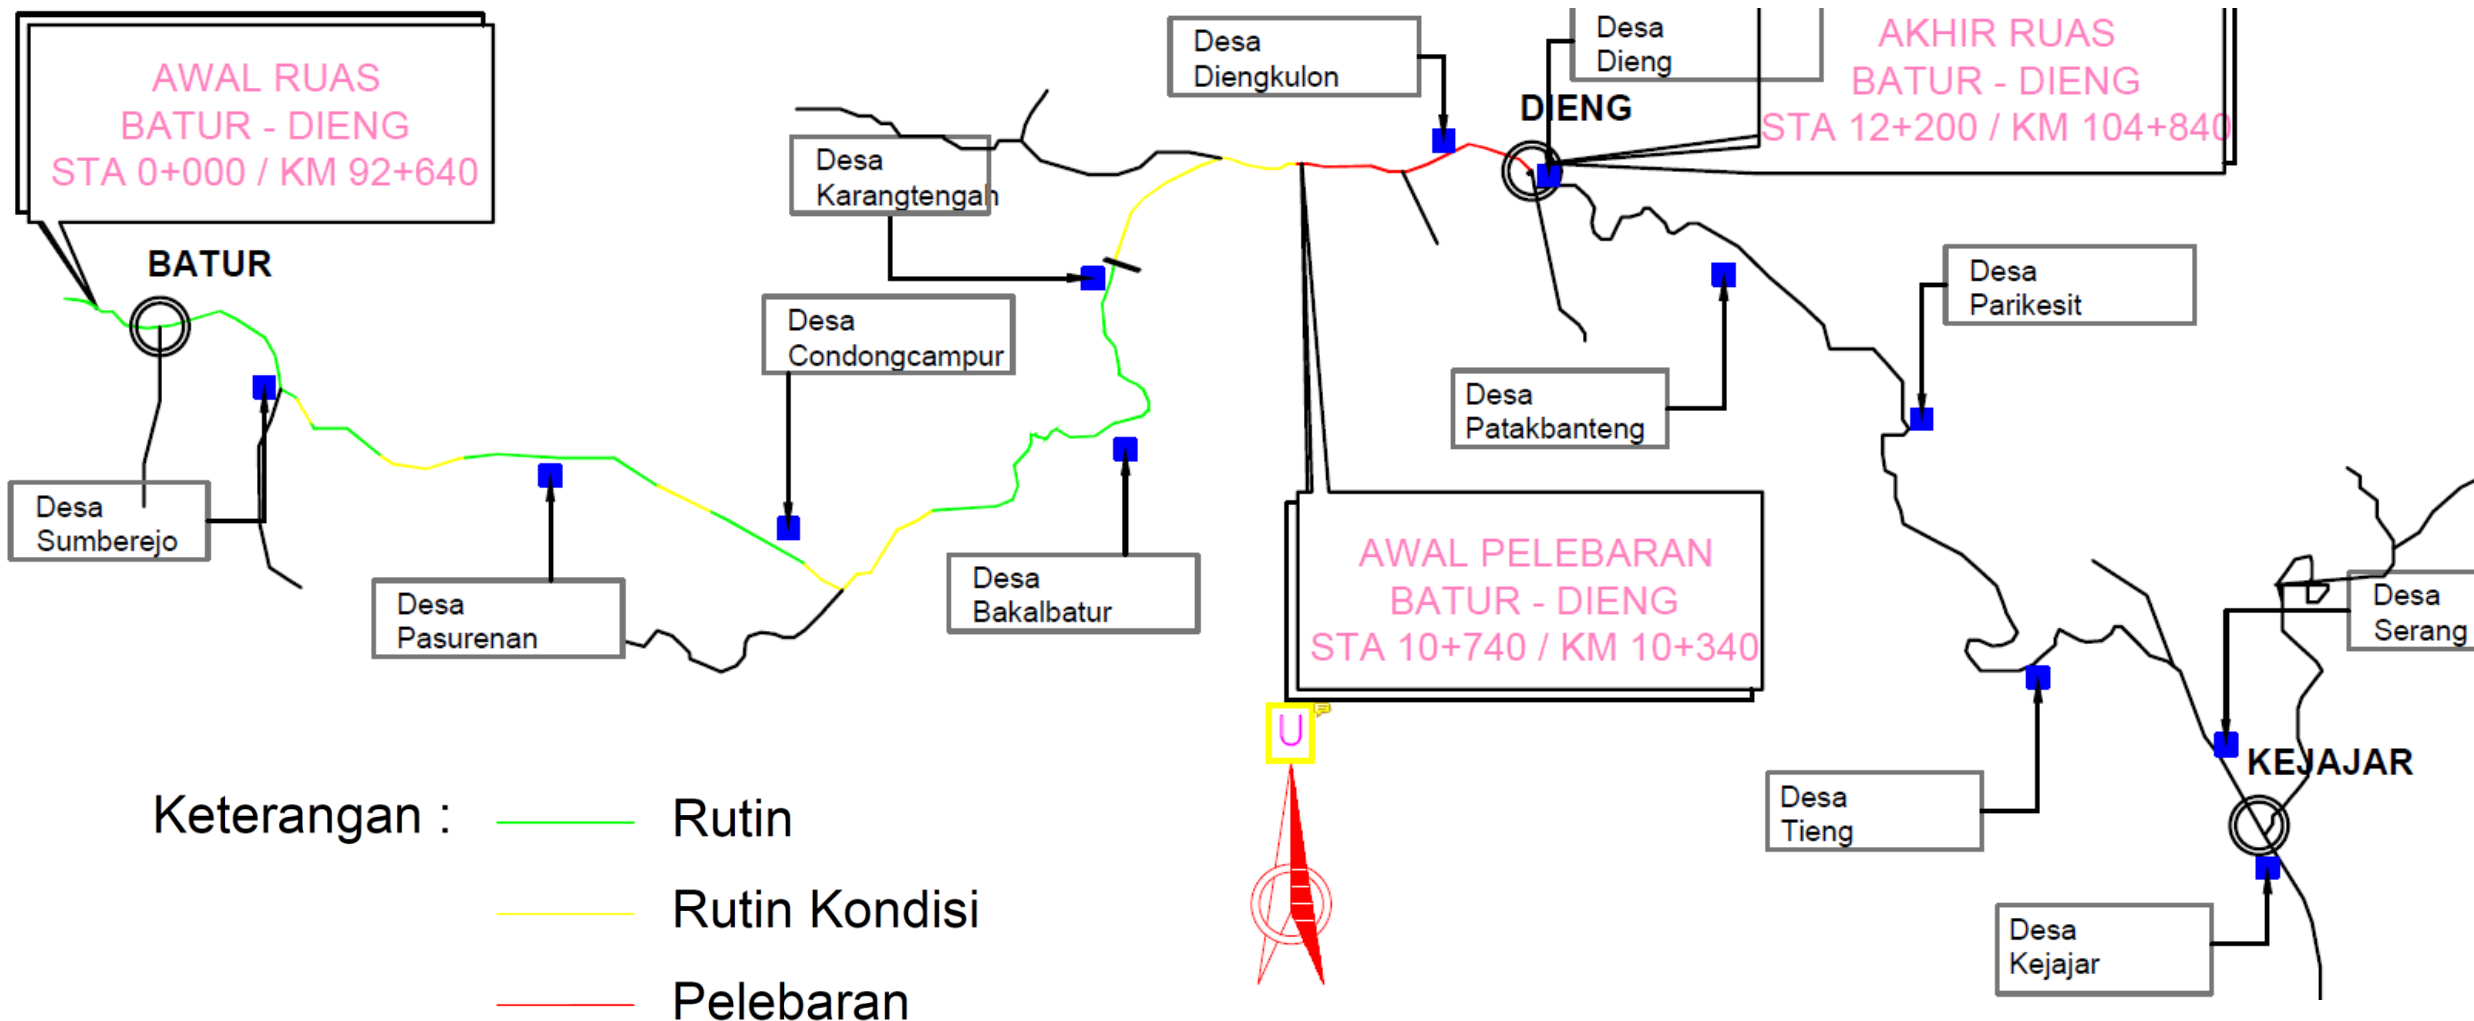 AWAL RUAS
BATUR - DIENG
STA 0+000 / KM 92+640
Desa
Diengkulon
Desa
Dieng
AKHIR RUAS
BATUR - DIENG
STA 12+200 / KM 104+840
DIENG
Desa
Karangtengah
BATUR
Desa
Condongcampur
Desa
Parikesit
Desa
Patakbanteng
Desa
Sumberejo
Desa
Pasurenan
Desa
Bakalbatur
AWAL PELEBARAN
BATUR - DIENG
STA 10+740 / KM 10+340
Desa
Serang
U
KEJAJAR
Desa
Tieng
Desa
Kejajar
Keterangan :
Rutin
Rutin Kondisi
Pelebaran